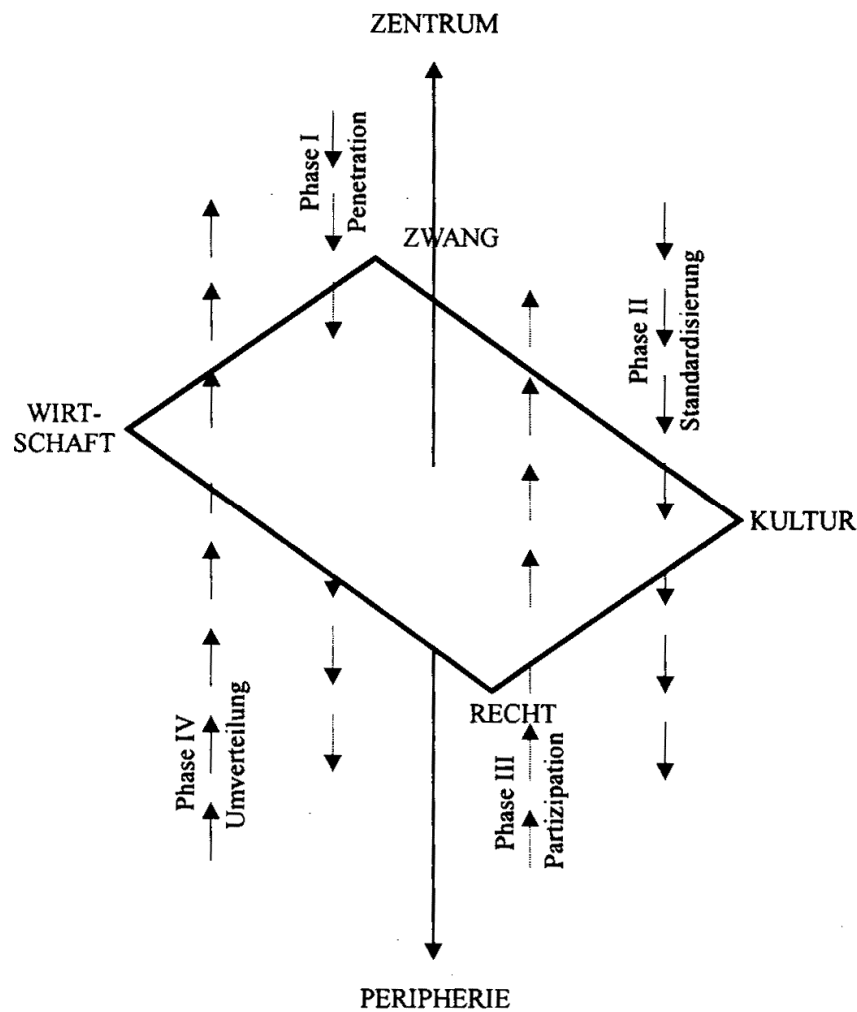 ZENTRUM
Phase I
Penetration
ZWANG
Phase II
Standardisierung
WIRT-
SCHAFT
KULTUR
RECHT
Phase IV
Umverteilung
Phase III
Partizipation
PERIPHERIE